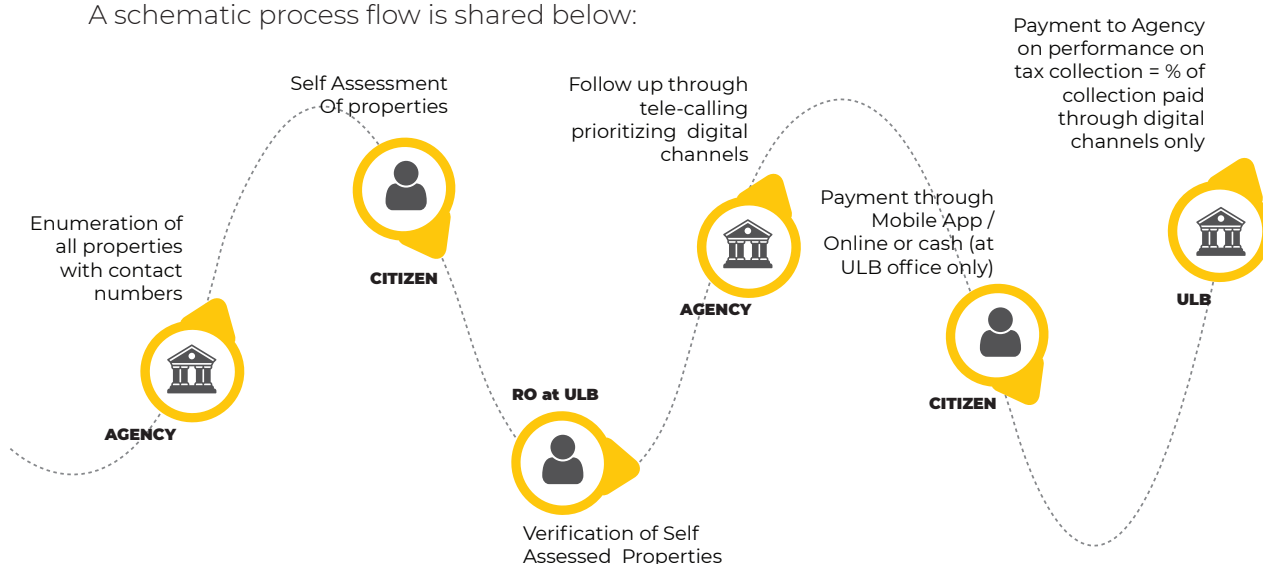 A schematic process flow is shared below:
Enumeration of
all properties
with contact
numbers
AGENCY
Self Assessment
Of properties
CITIZEN
RO at ULB
Verification of Self
Assessed Properties
Follow up through
tele-calling
prioritizing digital
channels
AGENCY
Payment through
Mobile App /
Online or cash (at
ULB office only)
CITIZEN
Payment to Agency
on performance on
tax collection = % of
collection paid
through digital
channels only
ULB